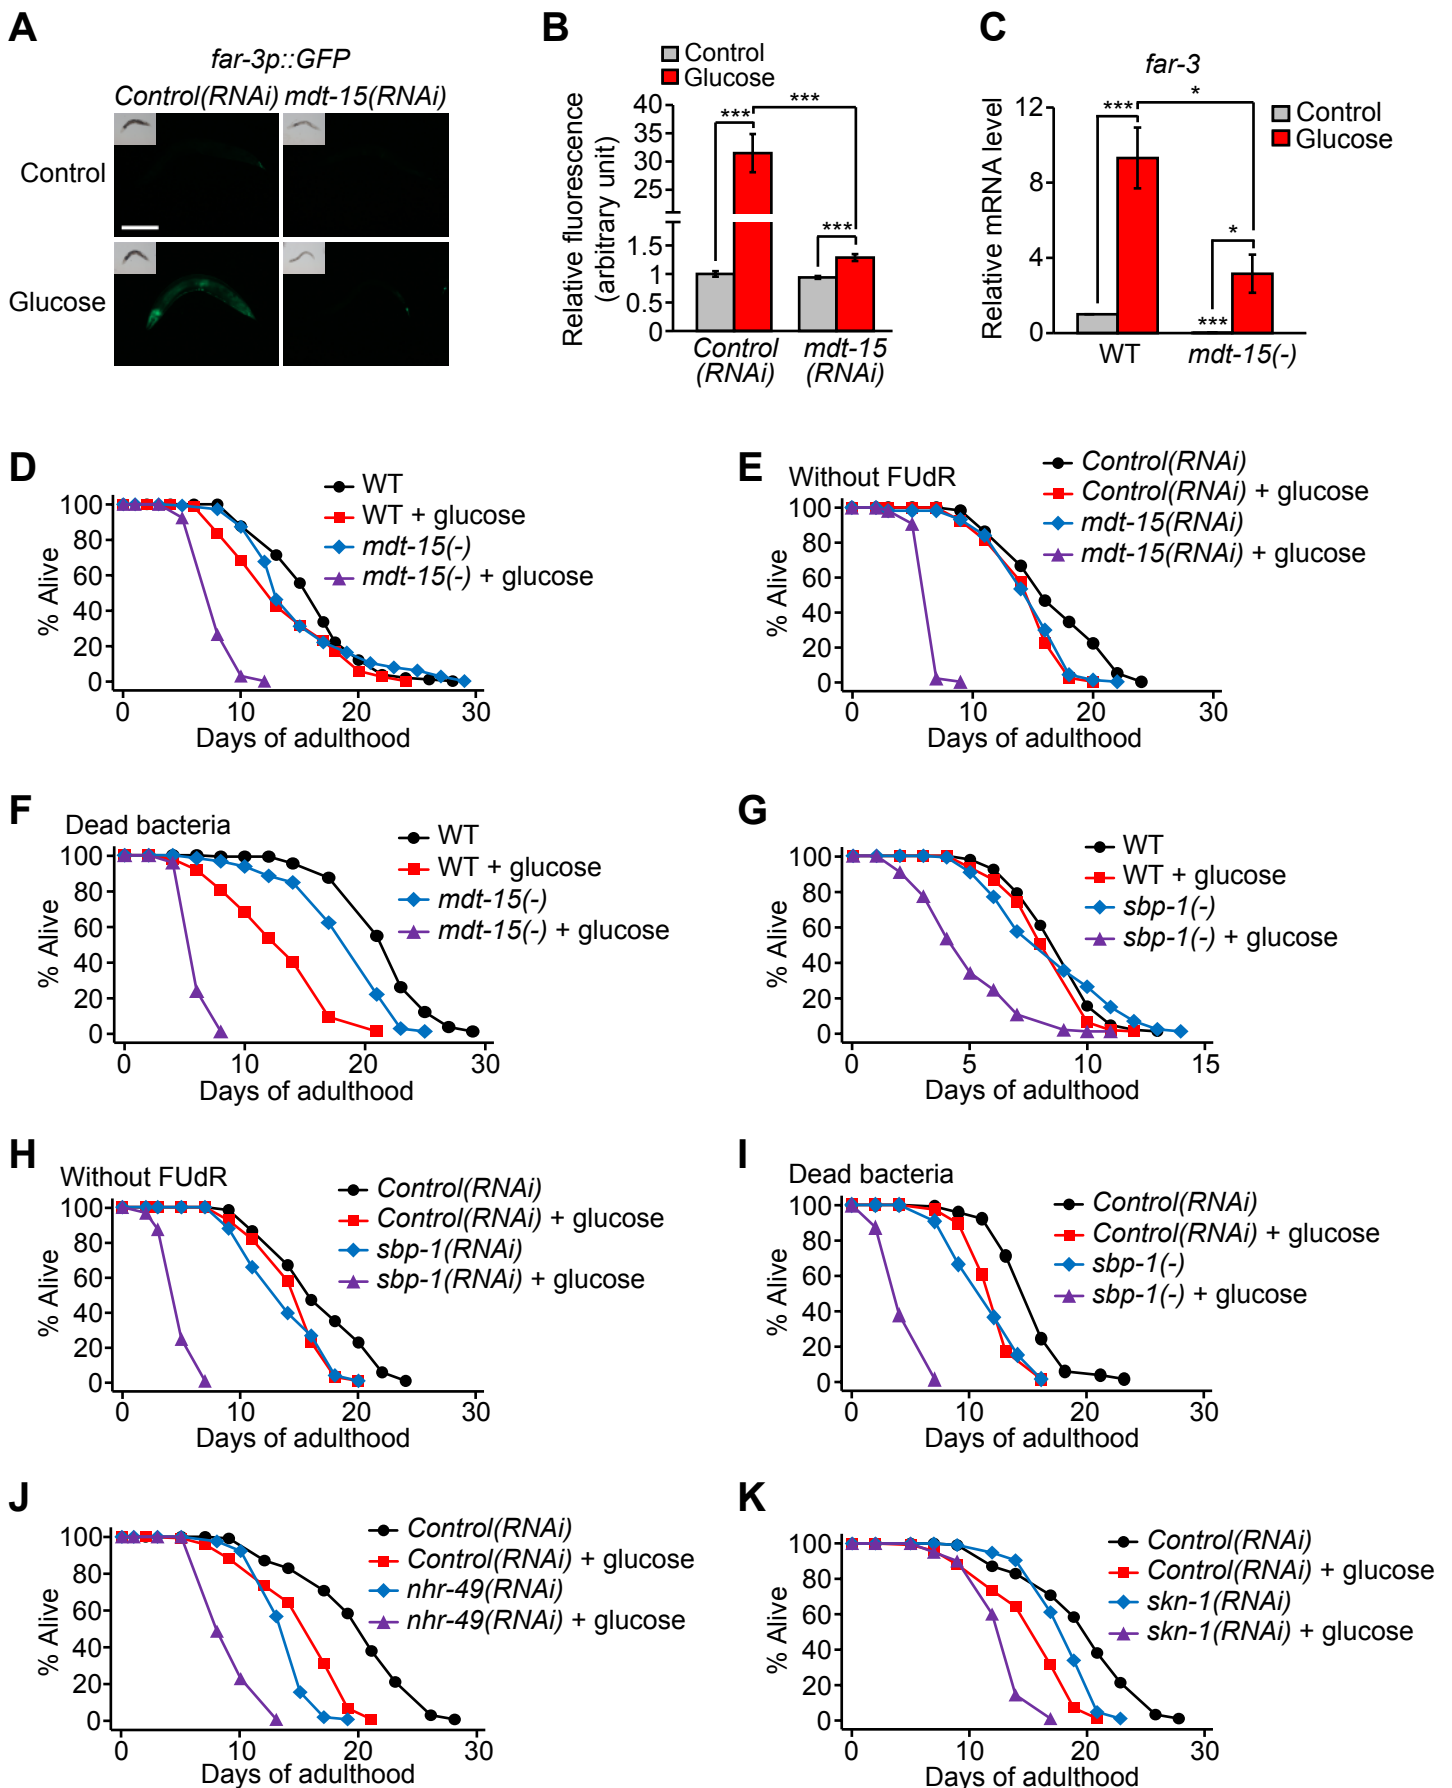 A
far-3p::GFP
Control(RNAi) mdt-15(RNAi)
Control
Glucose
B
Control
Glucose
Relative fluorescence
(arbitrary unit)
40
35
30
25
1.5
1
0.5
0
***
***
***
Control
(RNAi)
mdt-15
(RNAi)
C
far-3
Control
Glucose
Relative mRNA level
12
8
4
0
***
*
*
***
WT
mdt-15(-)
D
WT
WT + glucose
mdt-15(-)
mdt-15(-) + glucose
% Alive
100
80
60
40
20
0
0 10 20 30
Days of adulthood
E
Without FUdR
Control(RNAi)
Control(RNAi) + glucose
mdt-15(RNAi)
mdt-15(RNAi) + glucose
% Alive
100
80
60
40
20
0
0 10 20 30
Days of adulthood
F
Dead bacteria
WT
WT + glucose
mdt-15(-)
mdt-15(-) + glucose
% Alive
100
80
60
40
20
0
0 10 20 30
Days of adulthood
G
WT
WT + glucose
sbp-1(-)
sbp-1(-) + glucose
% Alive
100
80
60
40
20
0
0 5 10 15
Days of adulthood
H
Without FUdR
Control(RNAi)
Control(RNAi) + glucose
sbp-1(RNAi)
sbp-1(RNAi) + glucose
% Alive
100
80
60
40
20
0
0 10 20 30
Days of adulthood
I
Dead bacteria
Control(RNAi)
Control(RNAi) + glucose
sbp-1(-)
sbp-1(-) + glucose
% Alive
100
80
60
40
20
0
0 10 20 30
Days of adulthood
J
Control(RNAi)
Control(RNAi) + glucose
nhr-49(RNAi)
nhr-49(RNAi) + glucose
% Alive
100
80
60
40
20
0
0 10 20 30
Days of adulthood
K
Control(RNAi)
Control(RNAi) + glucose
skn-1(RNAi)
skn-1(RNAi) + glucose
% Alive
100
80
60
40
20
0
0 10 20 30
Days of adulthood